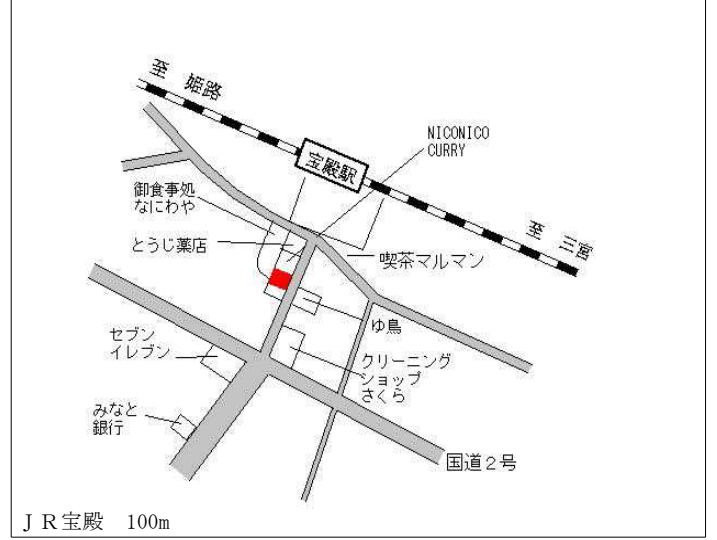 至　姫路
NICONICO
CURRY
宝殿駅
御食事処
なにわや
至　三宮
とうじ薬店
喫茶マルマン
ゆ鳥
セブン
イレブン
クリーニング
ショップ
さくら
みなと
銀行
国道２号
ＪＲ宝殿　100m